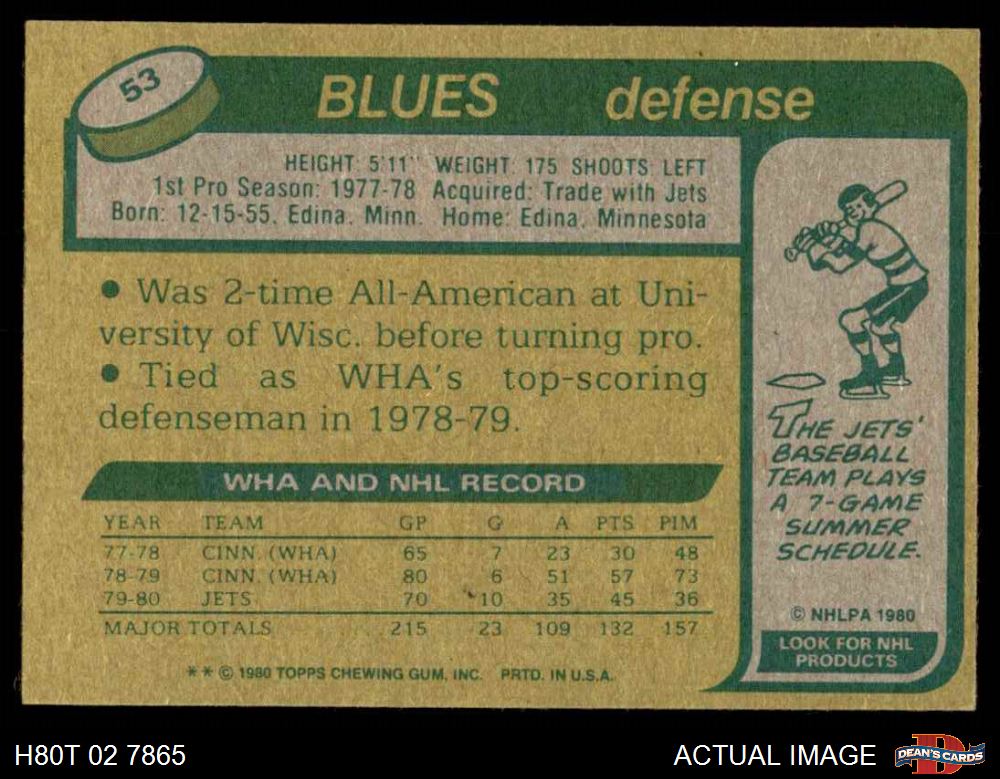 53
BLUES defense
HEIGHT 5'11" WEIGHT 175 SHOOTS LEFT
1st Pro Season: 1977-78 Acquired: Trade with Jets
Born: 12-15-55, Edina, Minn. Home: Edina, Minnesota
● Was 2-time All-American at Uni-
versity of Wisc. before turning pro.
● Tied as WHA's top-scoring
defenseman in 1978-79.
WHA AND NHL RECORD
YEAR TEAM GP G A PTS PIM
77-78 CINN. (WHA) 65 7 23 30 48
78-79 CINN. (WHA) 80 6 51 57 73
79-80 JETS 70 10 35 45 36
MAJOR TOTALS 215 23 109 132 157
** © 1980 TOPPS CHEWING GUM, INC. PRTD. IN U.S.A.
THE JETS'
BASEBALL
TEAM PLAYS
A 7-GAME
SUMMER
SCHEDULE.
© NHLPA 1980
LOOK FOR NHL
PRODUCTS
H80T 02 7865
ACTUAL IMAGE
D
DEAN'S CARDS